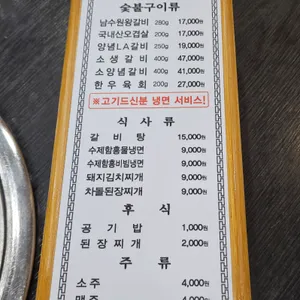 숯불구이류
남수원왕갈비 280g 17,000원
국내산오겹살 200g 17,000원
양념LA갈비 250g 19,000원
소생갈비 400g 47,000원
소양념갈비 400g 41,000원
한우육회 200g 27,000원
※고기드신분 냉면 서비스!
식사류
갈비탕 15,000원
수제함흥물냉면 9,000원
수제함흥비빔냉면 9,000원
돼지김치찌개 9,000원
차돌된장찌개 9,000원
후식
공기밥 1,000원
된장찌개 2,000원
주류
소주 4,000원
맥주 4,000원